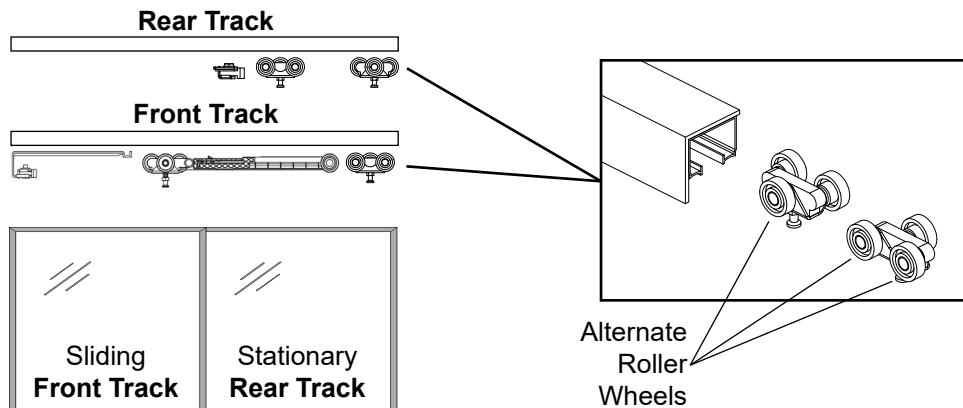 Rear Track
Front Track
Sliding
Front Track
Stationary
Rear Track
Alternate
Roller
Wheels